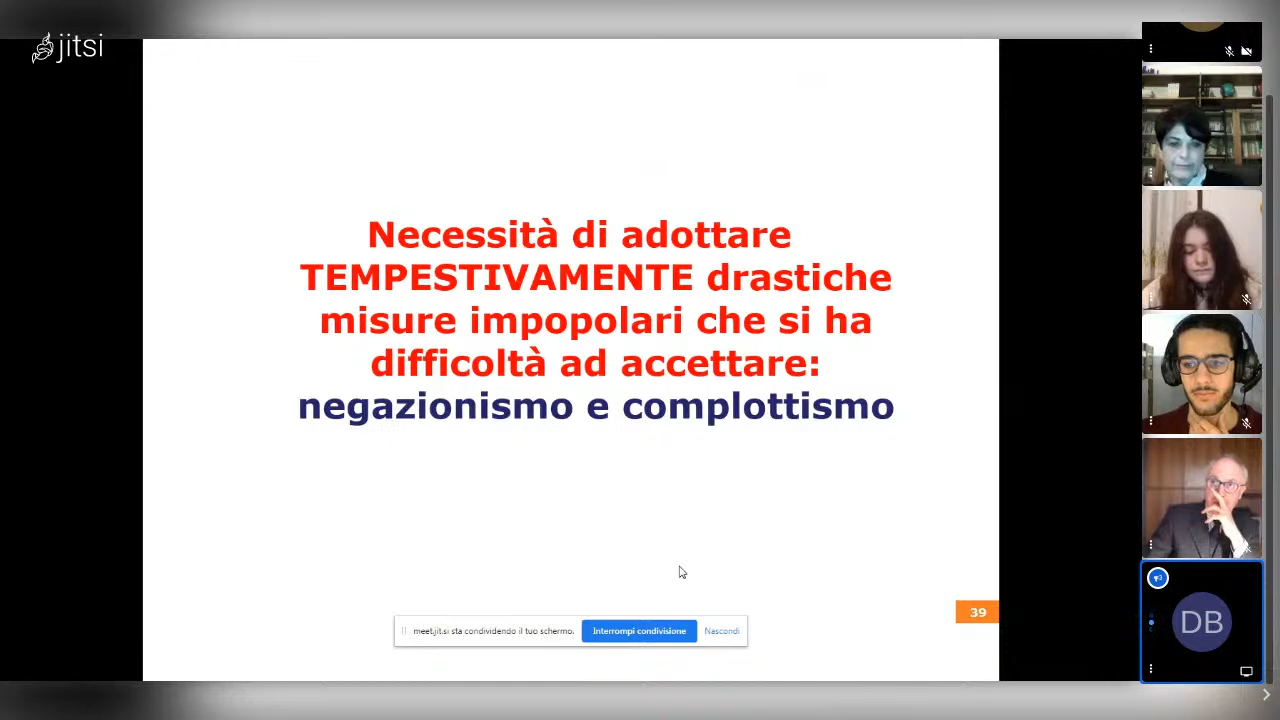 jitsi
Necessità di adottare
TEMPESTIVAMENTE drastiche
misure impopolari che si ha
difficoltà ad accettare:
negazionismo e complottismo
39
meet.jit.si sta condividendo il tuo schermo.
Interrompi condivisione
Nascondi
DB